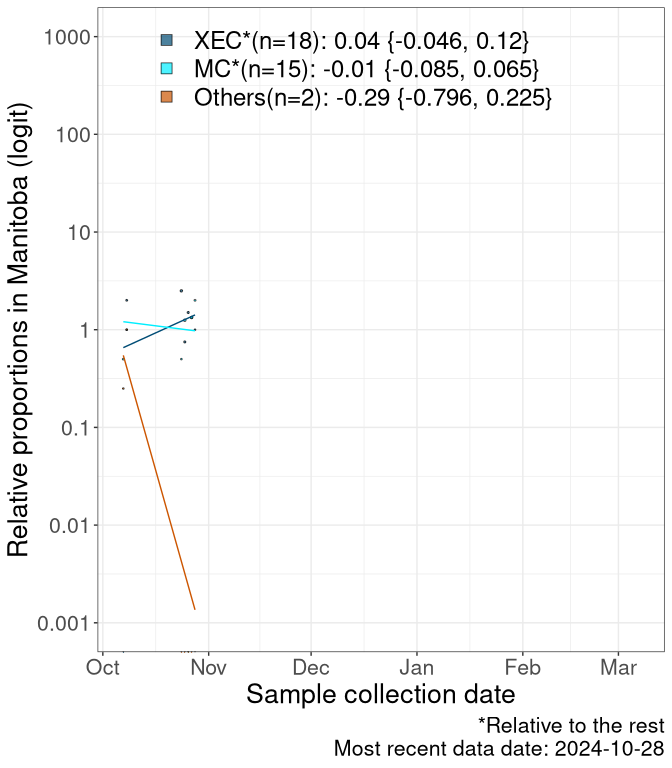 XEC*(n=18): 0.04 {-0.046, 0.12}
MC*(n=15): -0.01 {-0.085, 0.065}
Others(n=2): -0.29 {-0.796, 0.225}
Relative proportions in Manitoba (logit)
1000
100
10
1
0.1
0.01
0.001
Oct Nov Dec Jan Feb Mar
Sample collection date
*Relative to the rest
Most recent data date: 2024-10-28